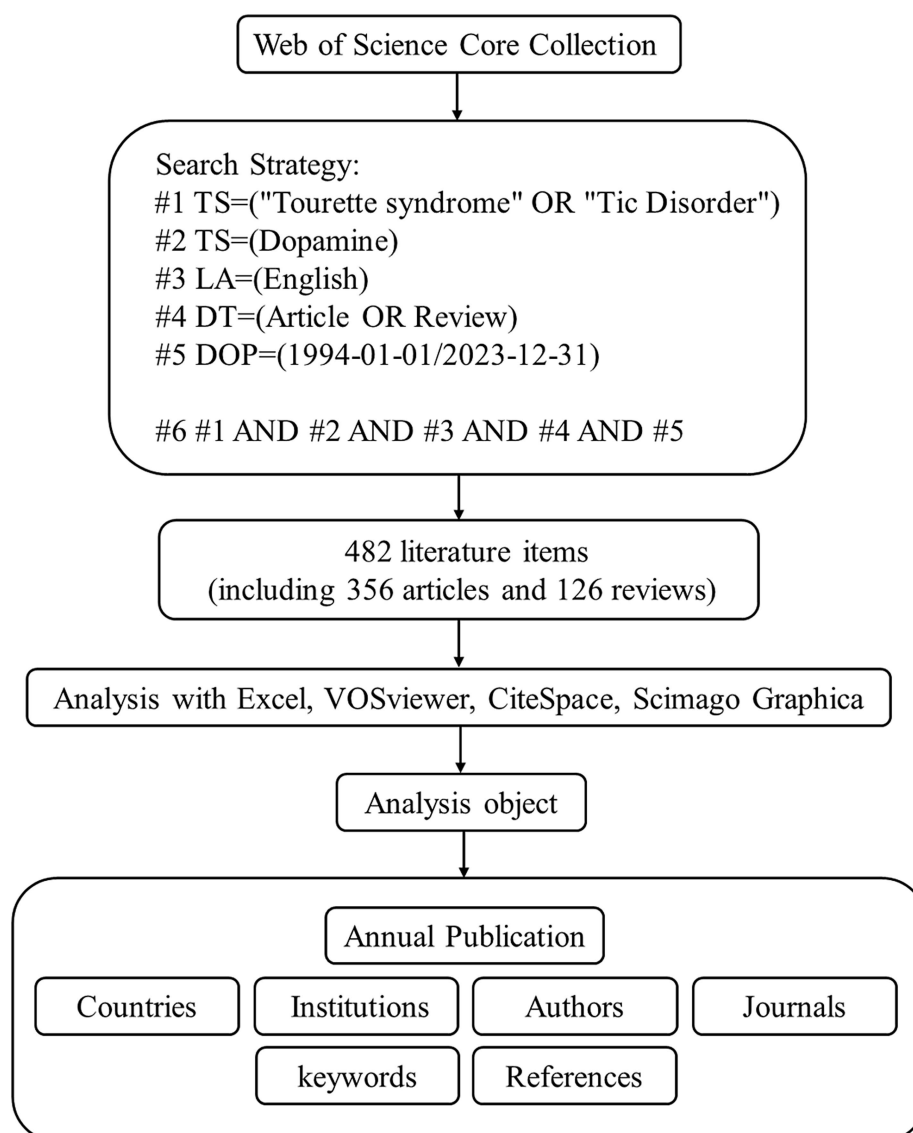 Web of Science Core Collection
Search Strategy:
#1 TS=("Tourette syndrome" OR "Tic Disorder")
#2 TS=(Dopamine)
#3 LA=(English)
#4 DT=(Article OR Review)
#5 DOP=(1994-01-01/2023-12-31)
#6 #1 AND #2 AND #3 AND #4 AND #5
482 literature items
(including 356 articles and 126 reviews)
Analysis with Excel, VOSviewer, CiteSpace, Scimago Graphica
Analysis object
Annual Publication
Countries
Institutions
Authors
Journals
keywords
References